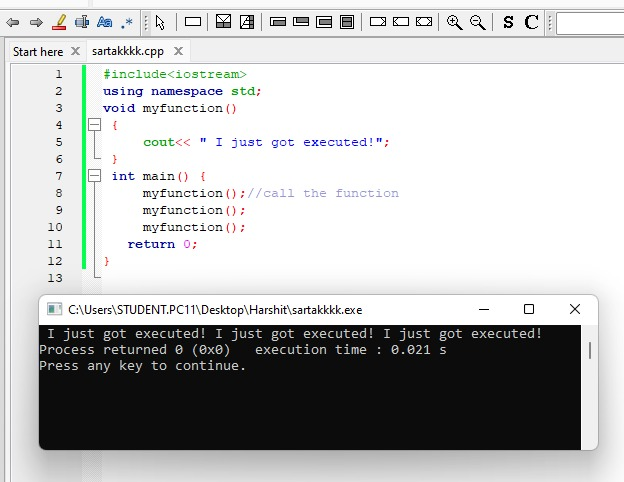 Aa .* S C
Start here X sartakkkk.cpp X
1 #include<iostream>
2 using namespace std;
3 void myfunction()
4 {
5 cout<< " I just got executed!";
6 }
7 int main() {
8 myfunction();//call the function
9 myfunction();
10 myfunction();
11 return 0;
12 }
13
C:\Users\STUDENT.PC11\Desktop\Harshit\sartakkkk.exe
I just got executed! I just got executed! I just got executed!
Process returned 0 (0x0) execution time : 0.021 s
Press any key to continue.